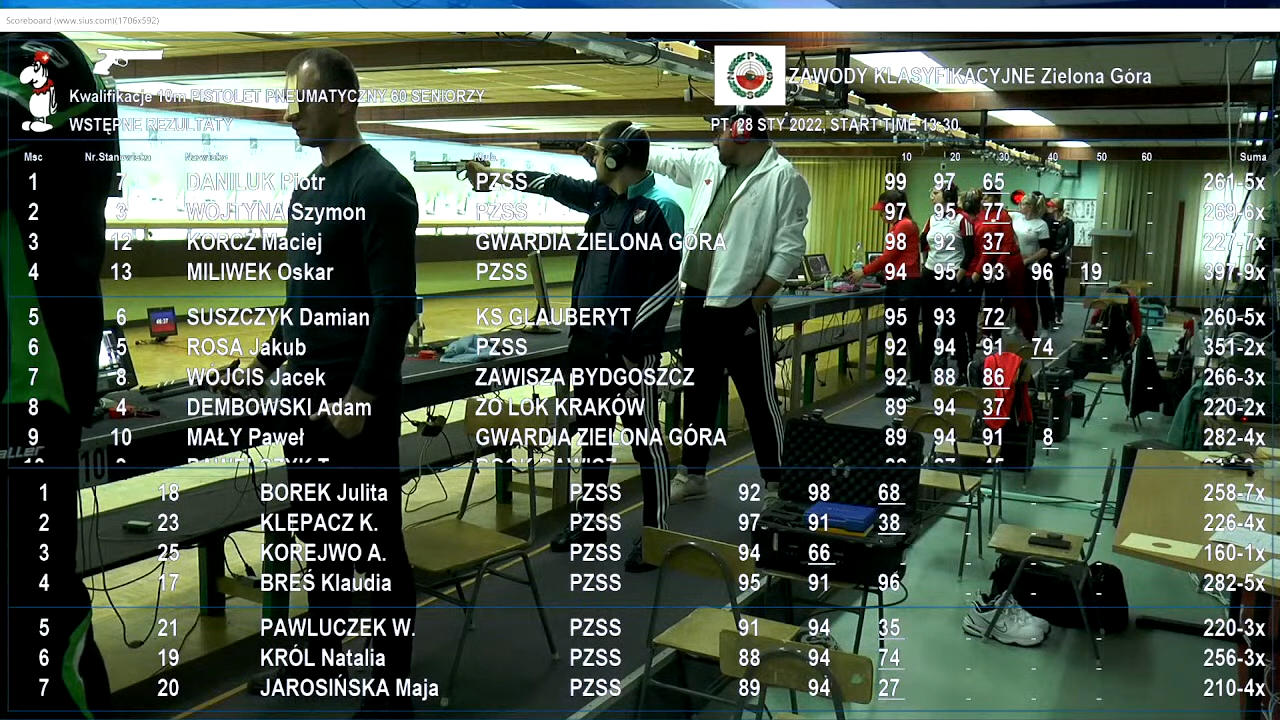 Scoreboard (www.sius.com)(1706x592)
ZAWODY KLASYFIKACYJNE Zielona Góra
Kwalifikacje 10m PISTOLET PNEUMATYCZNY 60 SENIORZY
WSTĘPNE REZULTATY
PT. 28 STY 2022, START TIME 13:30
Msc Nr.Stanowiska Nazwisko Klub 10 20 30 40 50 60 Suma
1 7 DANILUK Piotr PZSS 99 97 65 - - - 261-5x
2 3 WOJTYNA Szymon PZSS 97 95 77 - - - 269-6x
3 12 KORCZ Maciej GWARDIA ZIELONA GÓRA 98 92 37 - - - 227-7x
4 13 MILIWEK Oskar PZSS 94 95 93 96 19 - 397-9x
5 6 SUSZCZYK Damian KS GLAUBERYT 95 93 72 - - - 260-5x
6 5 ROSA Jakub PZSS 92 94 91 74 - - 351-2x
7 8 WÓJCIS Jacek ZAWISZA BYDGOSZCZ 92 88 86 - - - 266-3x
8 4 DEMBOWSKI Adam ZO LOK KRAKÓW 89 94 37 - - - 220-2x
9 10 MAŁY Paweł GWARDIA ZIELONA GÓRA 89 94 91 8 - - 282-4x
10
1 18 BOREK Julita PZSS 92 98 68 - - - 258-7x
2 23 KLĘPACZ K. PZSS 97 91 38 - - - 226-4x
3 25 KOREJWO A. PZSS 94 66 - - - - 160-1x
4 17 BREŚ Klaudia PZSS 95 91 96 - - - 282-5x
5 21 PAWLUCZEK W. PZSS 91 94 35 - - - 220-3x
6 19 KRÓL Natalia PZSS 88 94 74 - - - 256-3x
7 20 JAROSIŃSKA Maja PZSS 89 94 27 - - - 210-4x